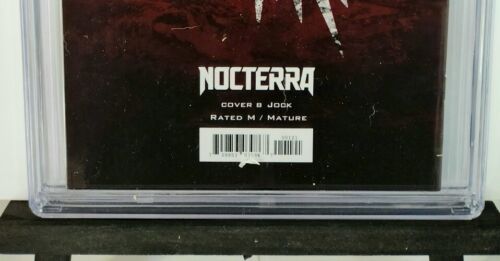 NOCTERRA
COVER B JOCK
RATED M / MATURE